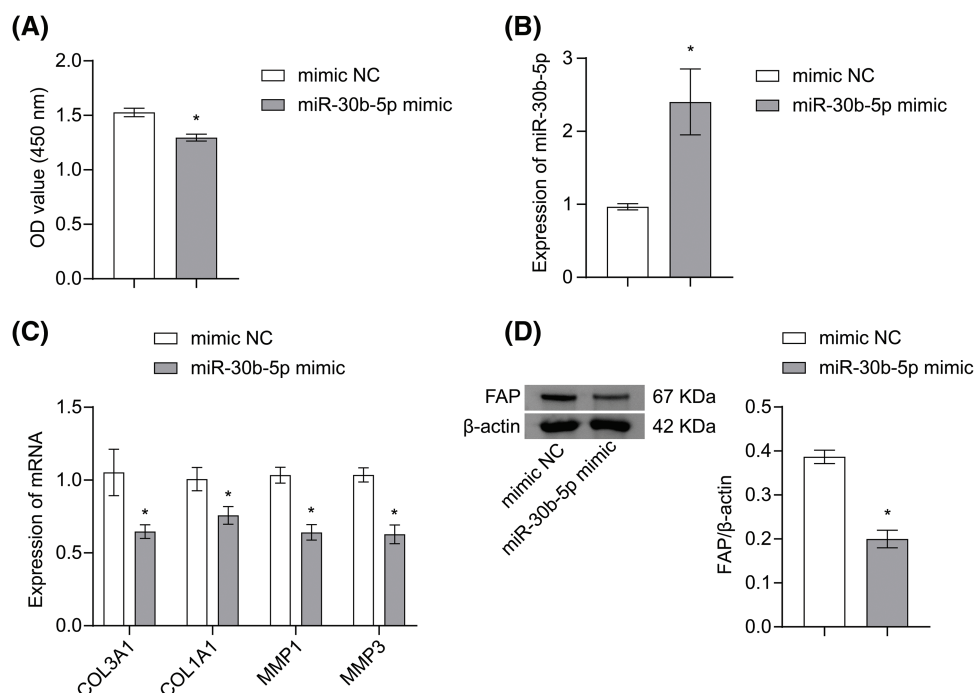 (A)
OD value (450 nm)
2.0
1.5
1.0
0.5
0.0
*
mimic NC
miR-30b-5p mimic
(B)
Expression of miR-30b-5p
3
2
1
0
*
mimic NC
miR-30b-5p mimic
(C)
mimic NC
miR-30b-5p mimic
Expression of mRNA
1.5
1.0
0.5
0.0
*
*
*
*
COL3A1
COL1A1
MMP1
MMP3
(D)
mimic NC
miR-30b-5p mimic
FAP
67 KDa
β-actin
42 KDa
mimic NC
miR-30b-5p mimic
FAP/β-actin
0.5
0.4
0.3
0.2
0.1
0.0
*